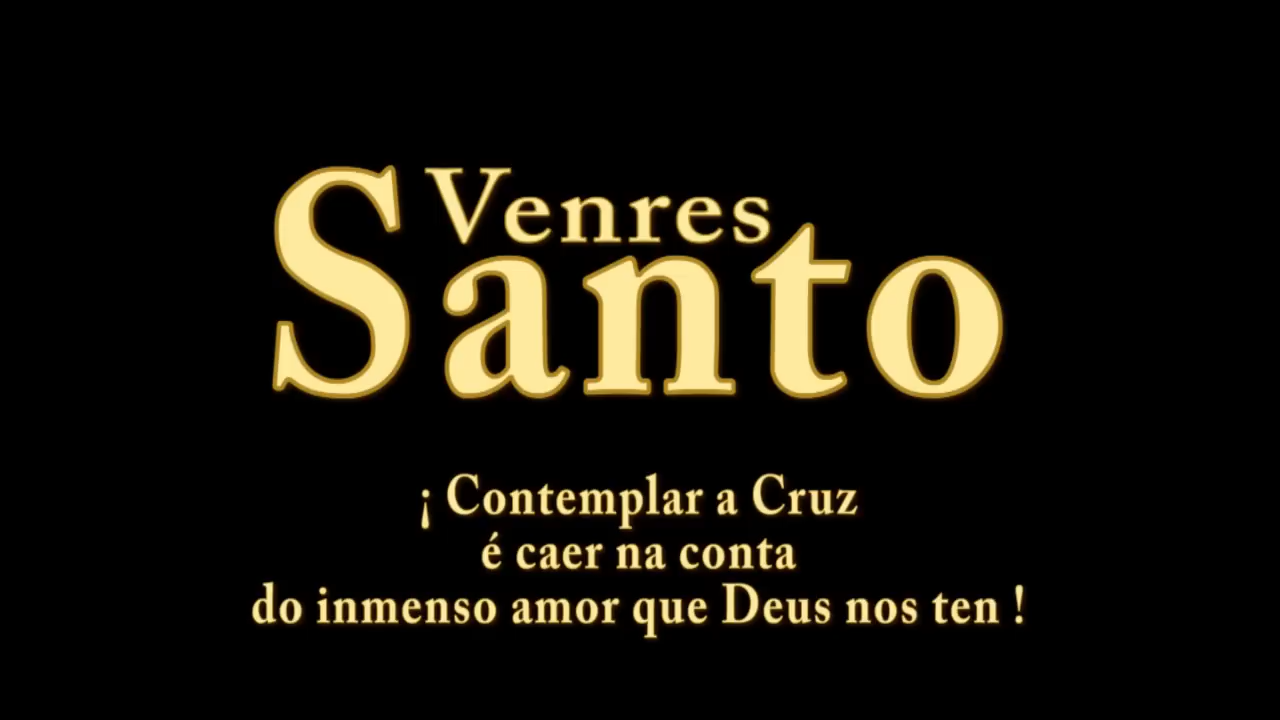 Venres
Santo
¡ Contemplar a Cruz
é caer na conta
do inmenso amor que Deus nos ten !